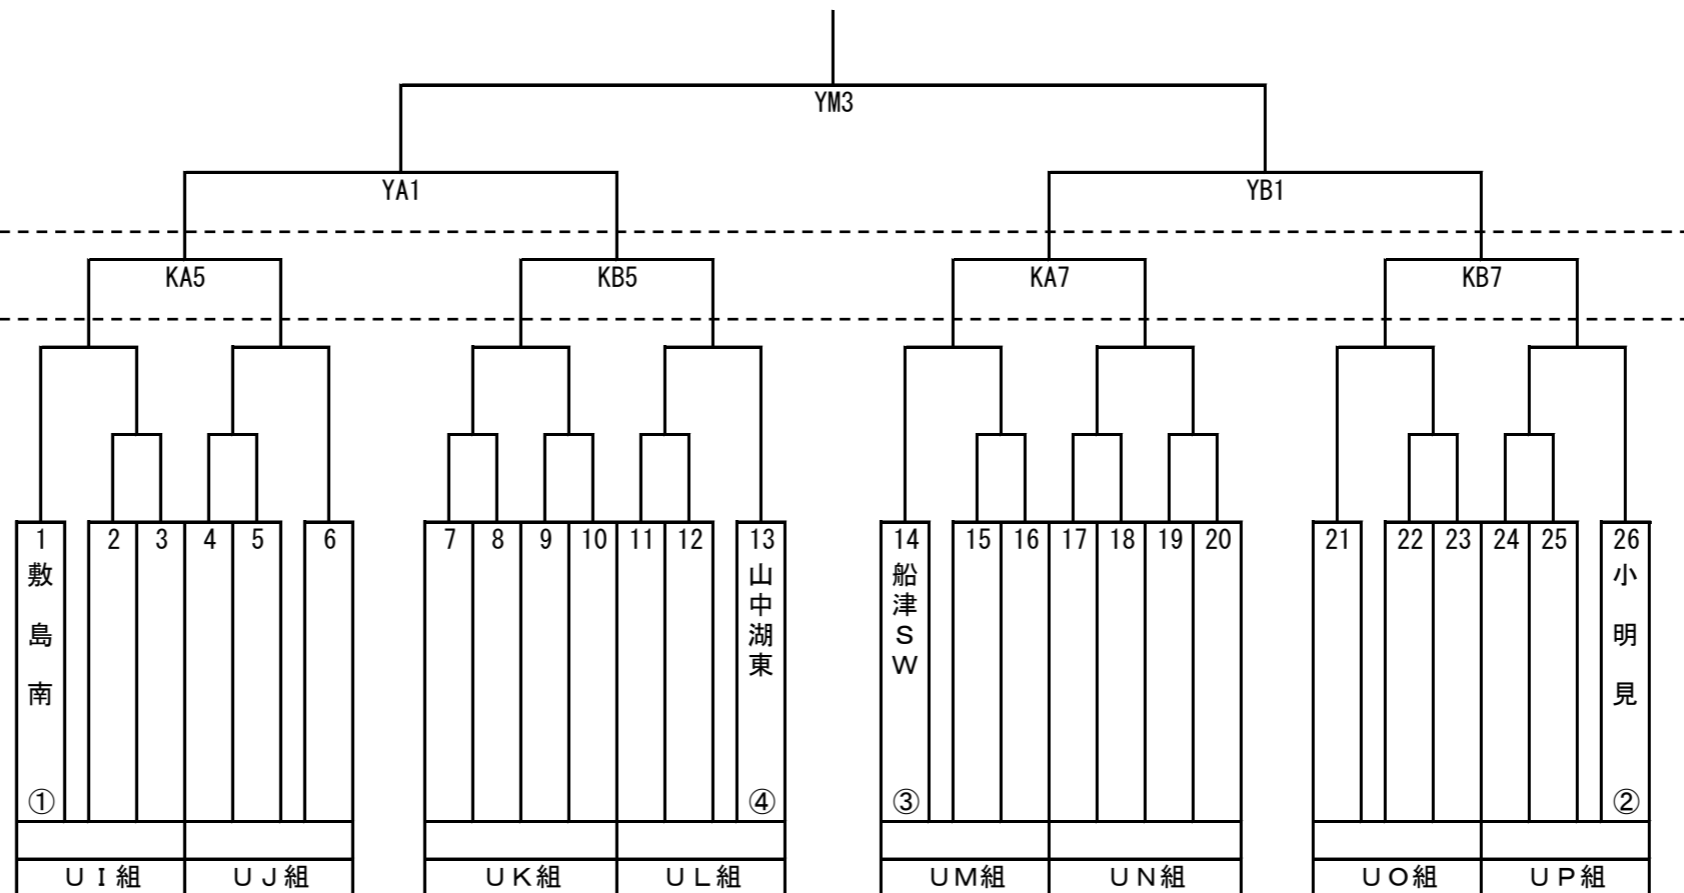 YM3
YA1 YB1
KA5 KB5 KA7 KB7
1 2 3 4 5 6 7 8 9 10 11 12 13 14 15 16 17 18 19 20 21 22 23 24 25 26
敷島南
山中湖東
船津SW
小明見
① ④ ③ ②
UI組 UJ組 UK組 UL組 UM組 UN組 UO組 UP組